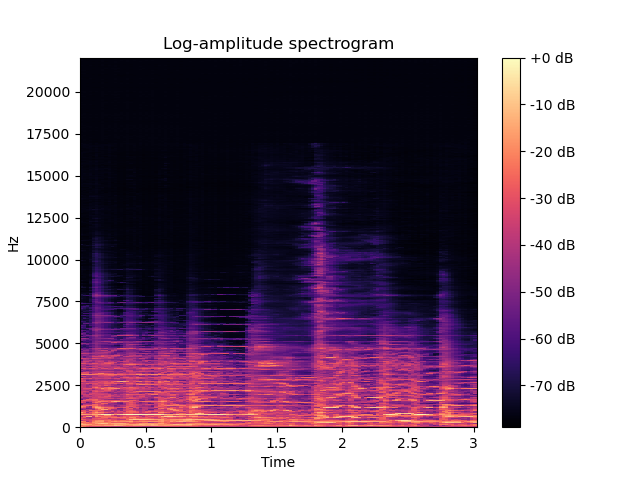 Log-amplitude spectrogram
20000
17500
15000
12500
10000
7500
5000
2500
0
Hz
0
0.5
1
1.5
2
2.5
3
Time
+0 dB
-10 dB
-20 dB
-30 dB
-40 dB
-50 dB
-60 dB
-70 dB